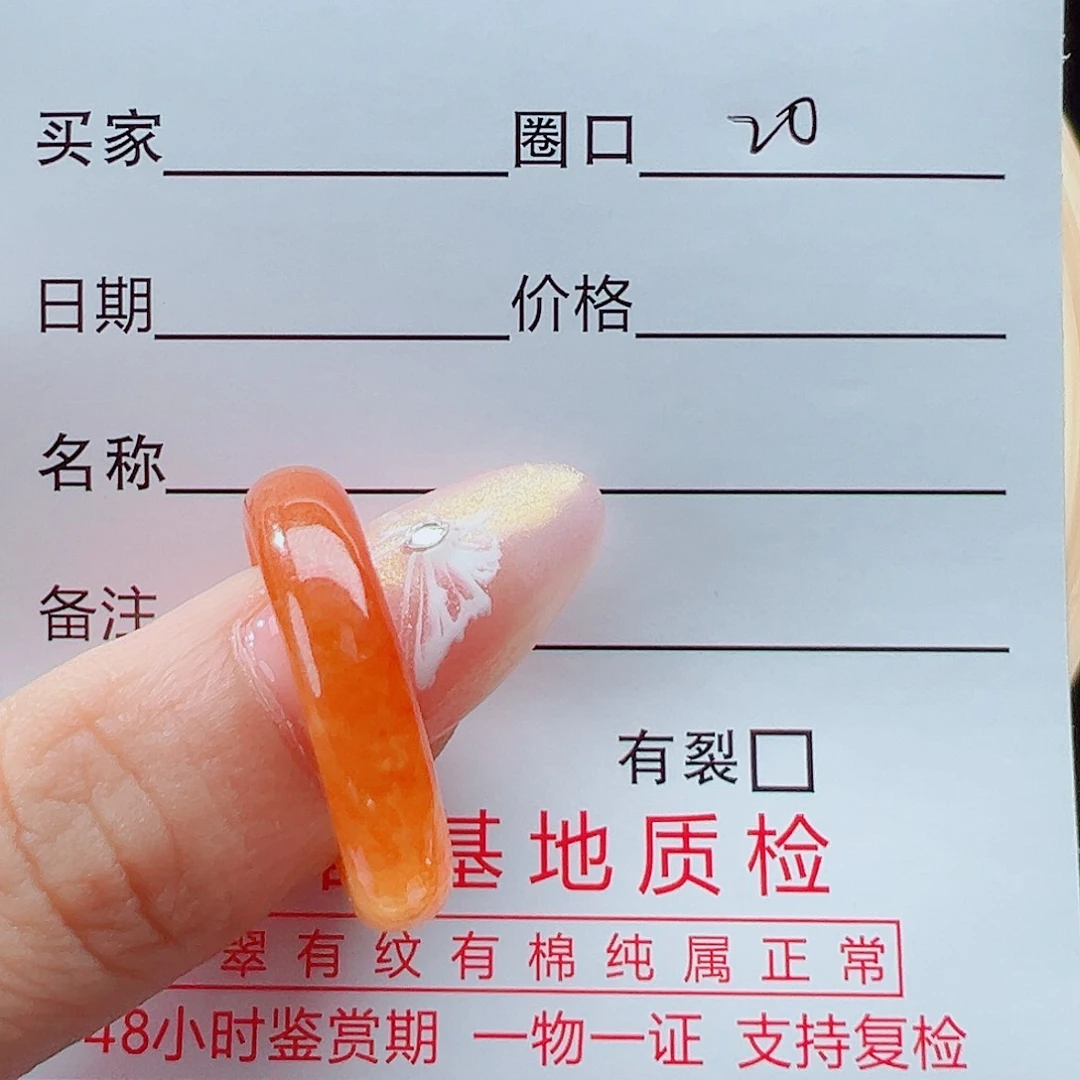 买家 圈口 20
日期 价格
名称
备注
有裂
基地质检
翠有纹有棉纯属正常
48小时鉴赏期 一物一证 支持复检